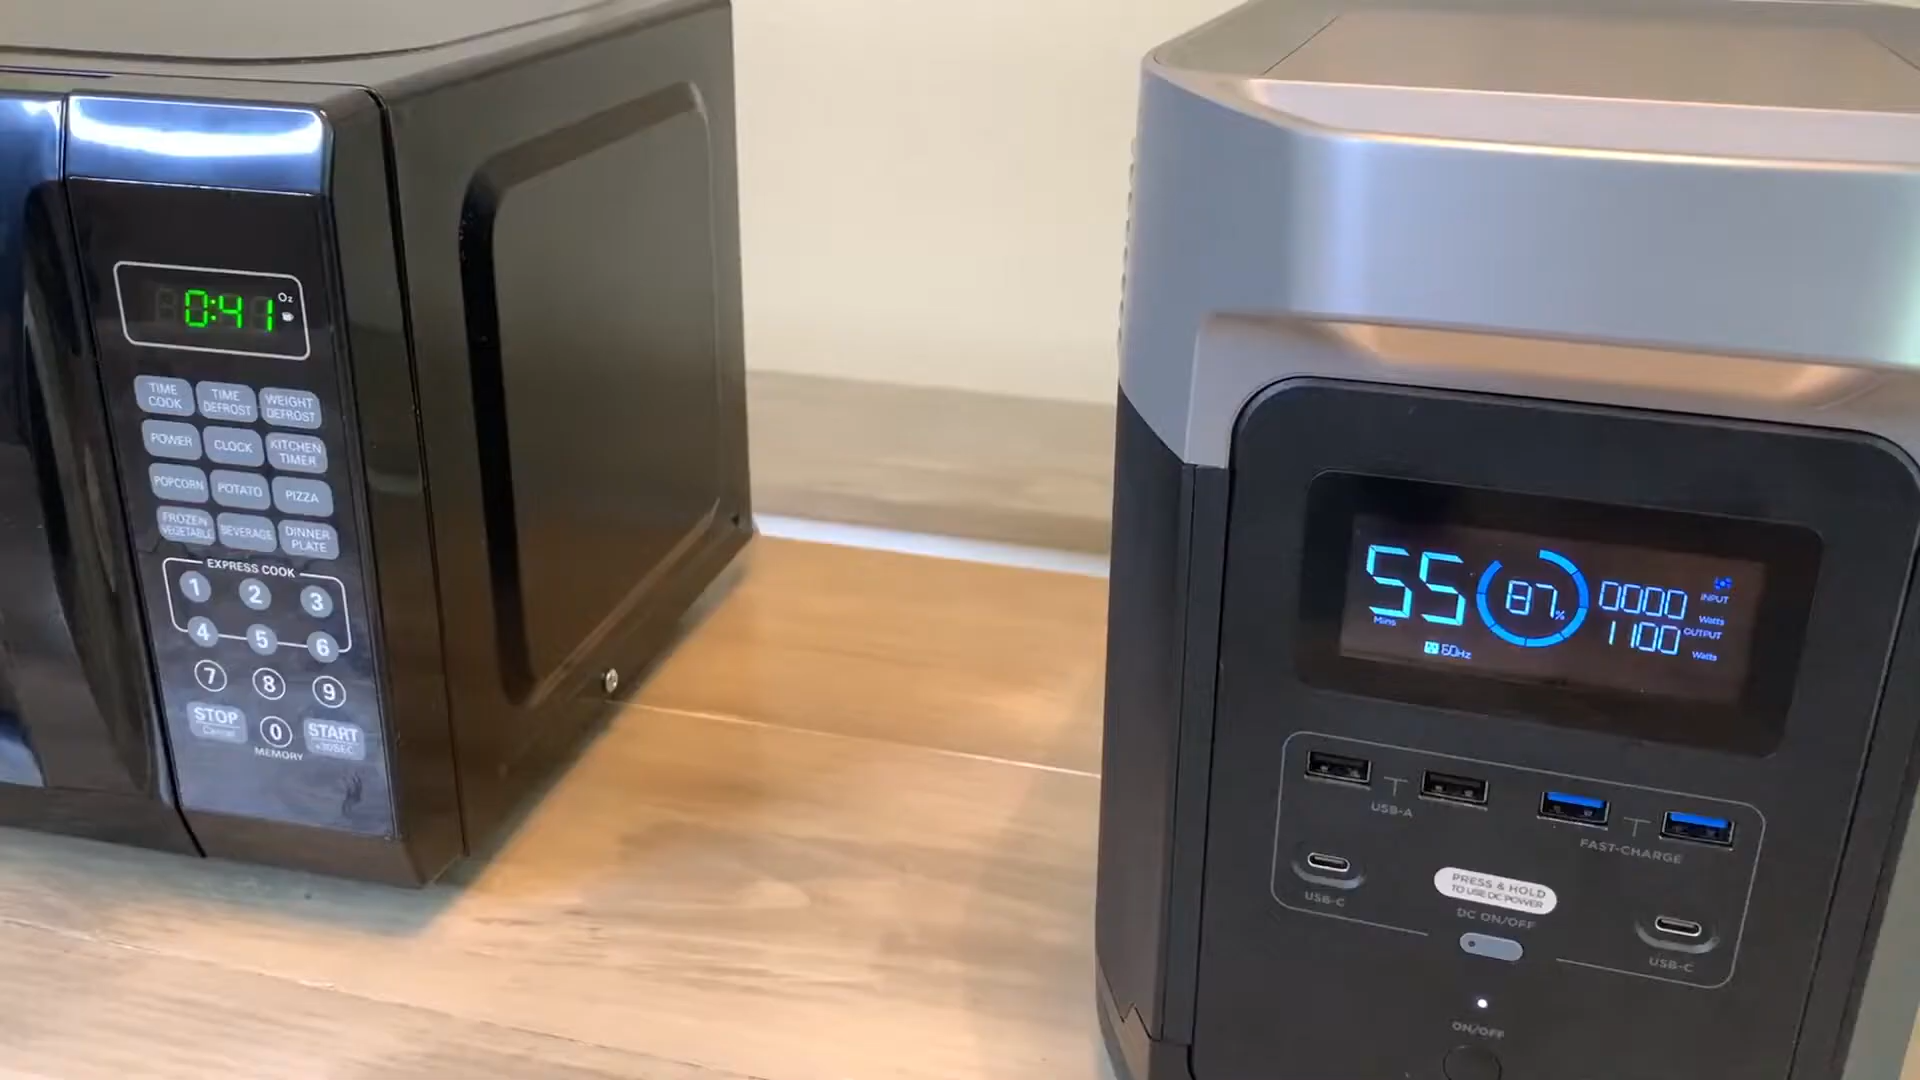 0:41
Oz
TIME COOK
TIME DEFROST
WEIGHT DEFROST
POWER
CLOCK
KITCHEN TIMER
POPCORN
POTATO
PIZZA
FROZEN VEGETABLE
BEVERAGE
DINNER PLATE
EXPRESS COOK
1 2 3
4 5 6
7 8 9
STOP
Cancel
0
MEMORY
START
+30SEC
55
Mins
87%
0000
INPUT
Watts
1100
OUTPUT
Watts
60Hz
USB-A
FAST-CHARGE
USB-C
PRESS & HOLD
TO USE DC POWER
DC ON/OFF
USB-C
ON/OFF